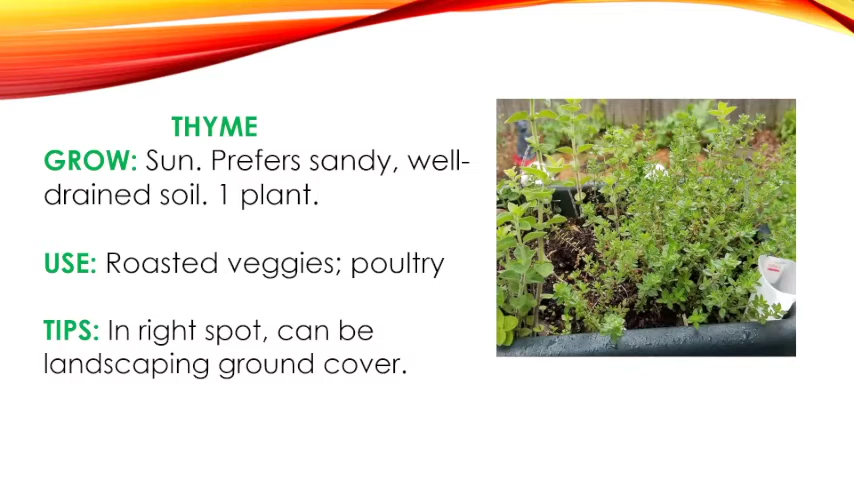 THYME
GROW: Sun. Prefers sandy, well-
drained soil. 1 plant.
USE: Roasted veggies; poultry
TIPS: In right spot, can be
landscaping ground cover.